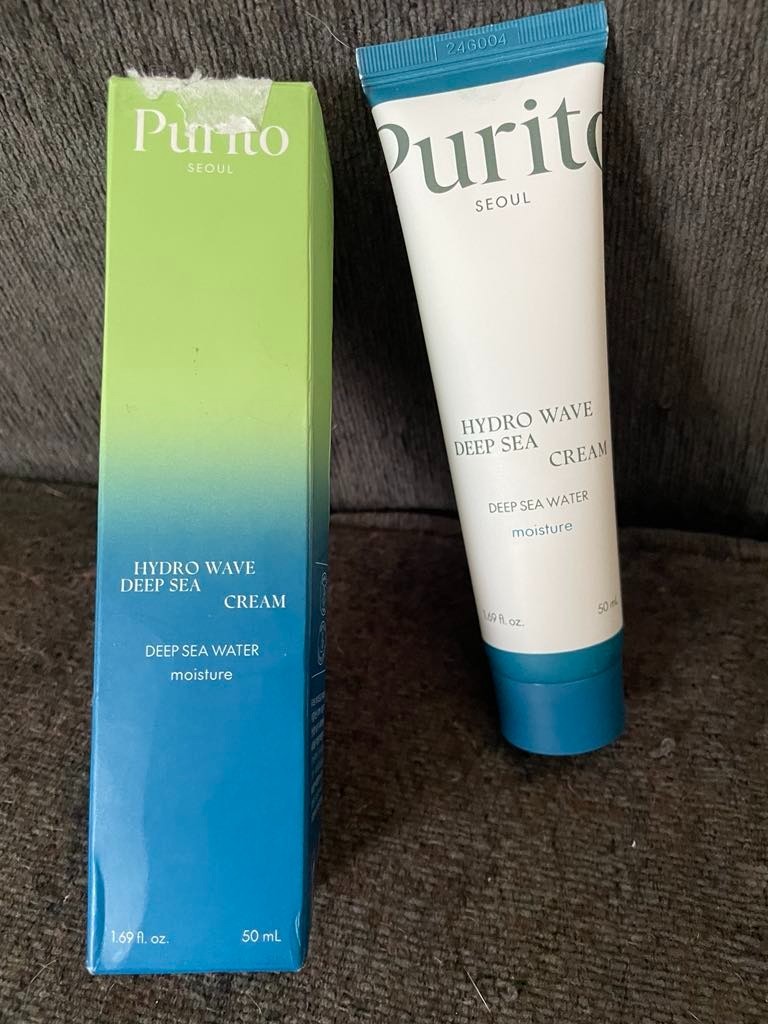 Purito
SEOUL
HYDRO WAVE
DEEP SEA
CREAM
DEEP SEA WATER
moisture
1.69 fl. oz. 50 mL
24G004
Purito
SEOUL
HYDRO WAVE
DEEP SEA
CREAM
DEEP SEA WATER
moisture
1.69 fl. oz. 50 mL